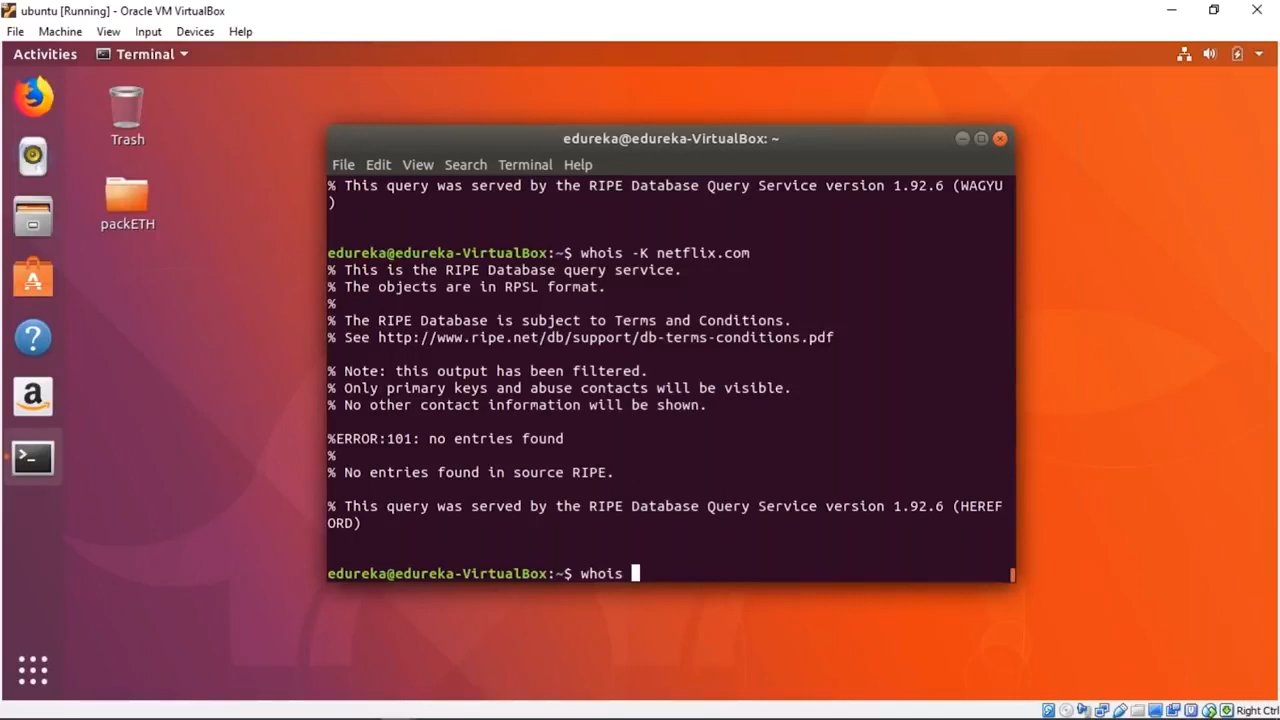 ubuntu [Running] - Oracle VM VirtualBox
File Machine View Input Devices Help
Activities Terminal
Trash
packETH
edureka@edureka-VirtualBox: ~
File Edit View Search Terminal Help
% This query was served by the RIPE Database Query Service version 1.92.6 (WAGYU
)
edureka@edureka-VirtualBox:~$ whois -K netflix.com
% This is the RIPE Database query service.
% The objects are in RPSL format.
%
% The RIPE Database is subject to Terms and Conditions.
% See http://www.ripe.net/db/support/db-terms-conditions.pdf
% Note: this output has been filtered.
% Only primary keys and abuse contacts will be visible.
% No other contact information will be shown.
%ERROR:101: no entries found
%
% No entries found in source RIPE.
% This query was served by the RIPE Database Query Service version 1.92.6 (HEREF
ORD)
edureka@edureka-VirtualBox:~$ whois
Right Ctrl